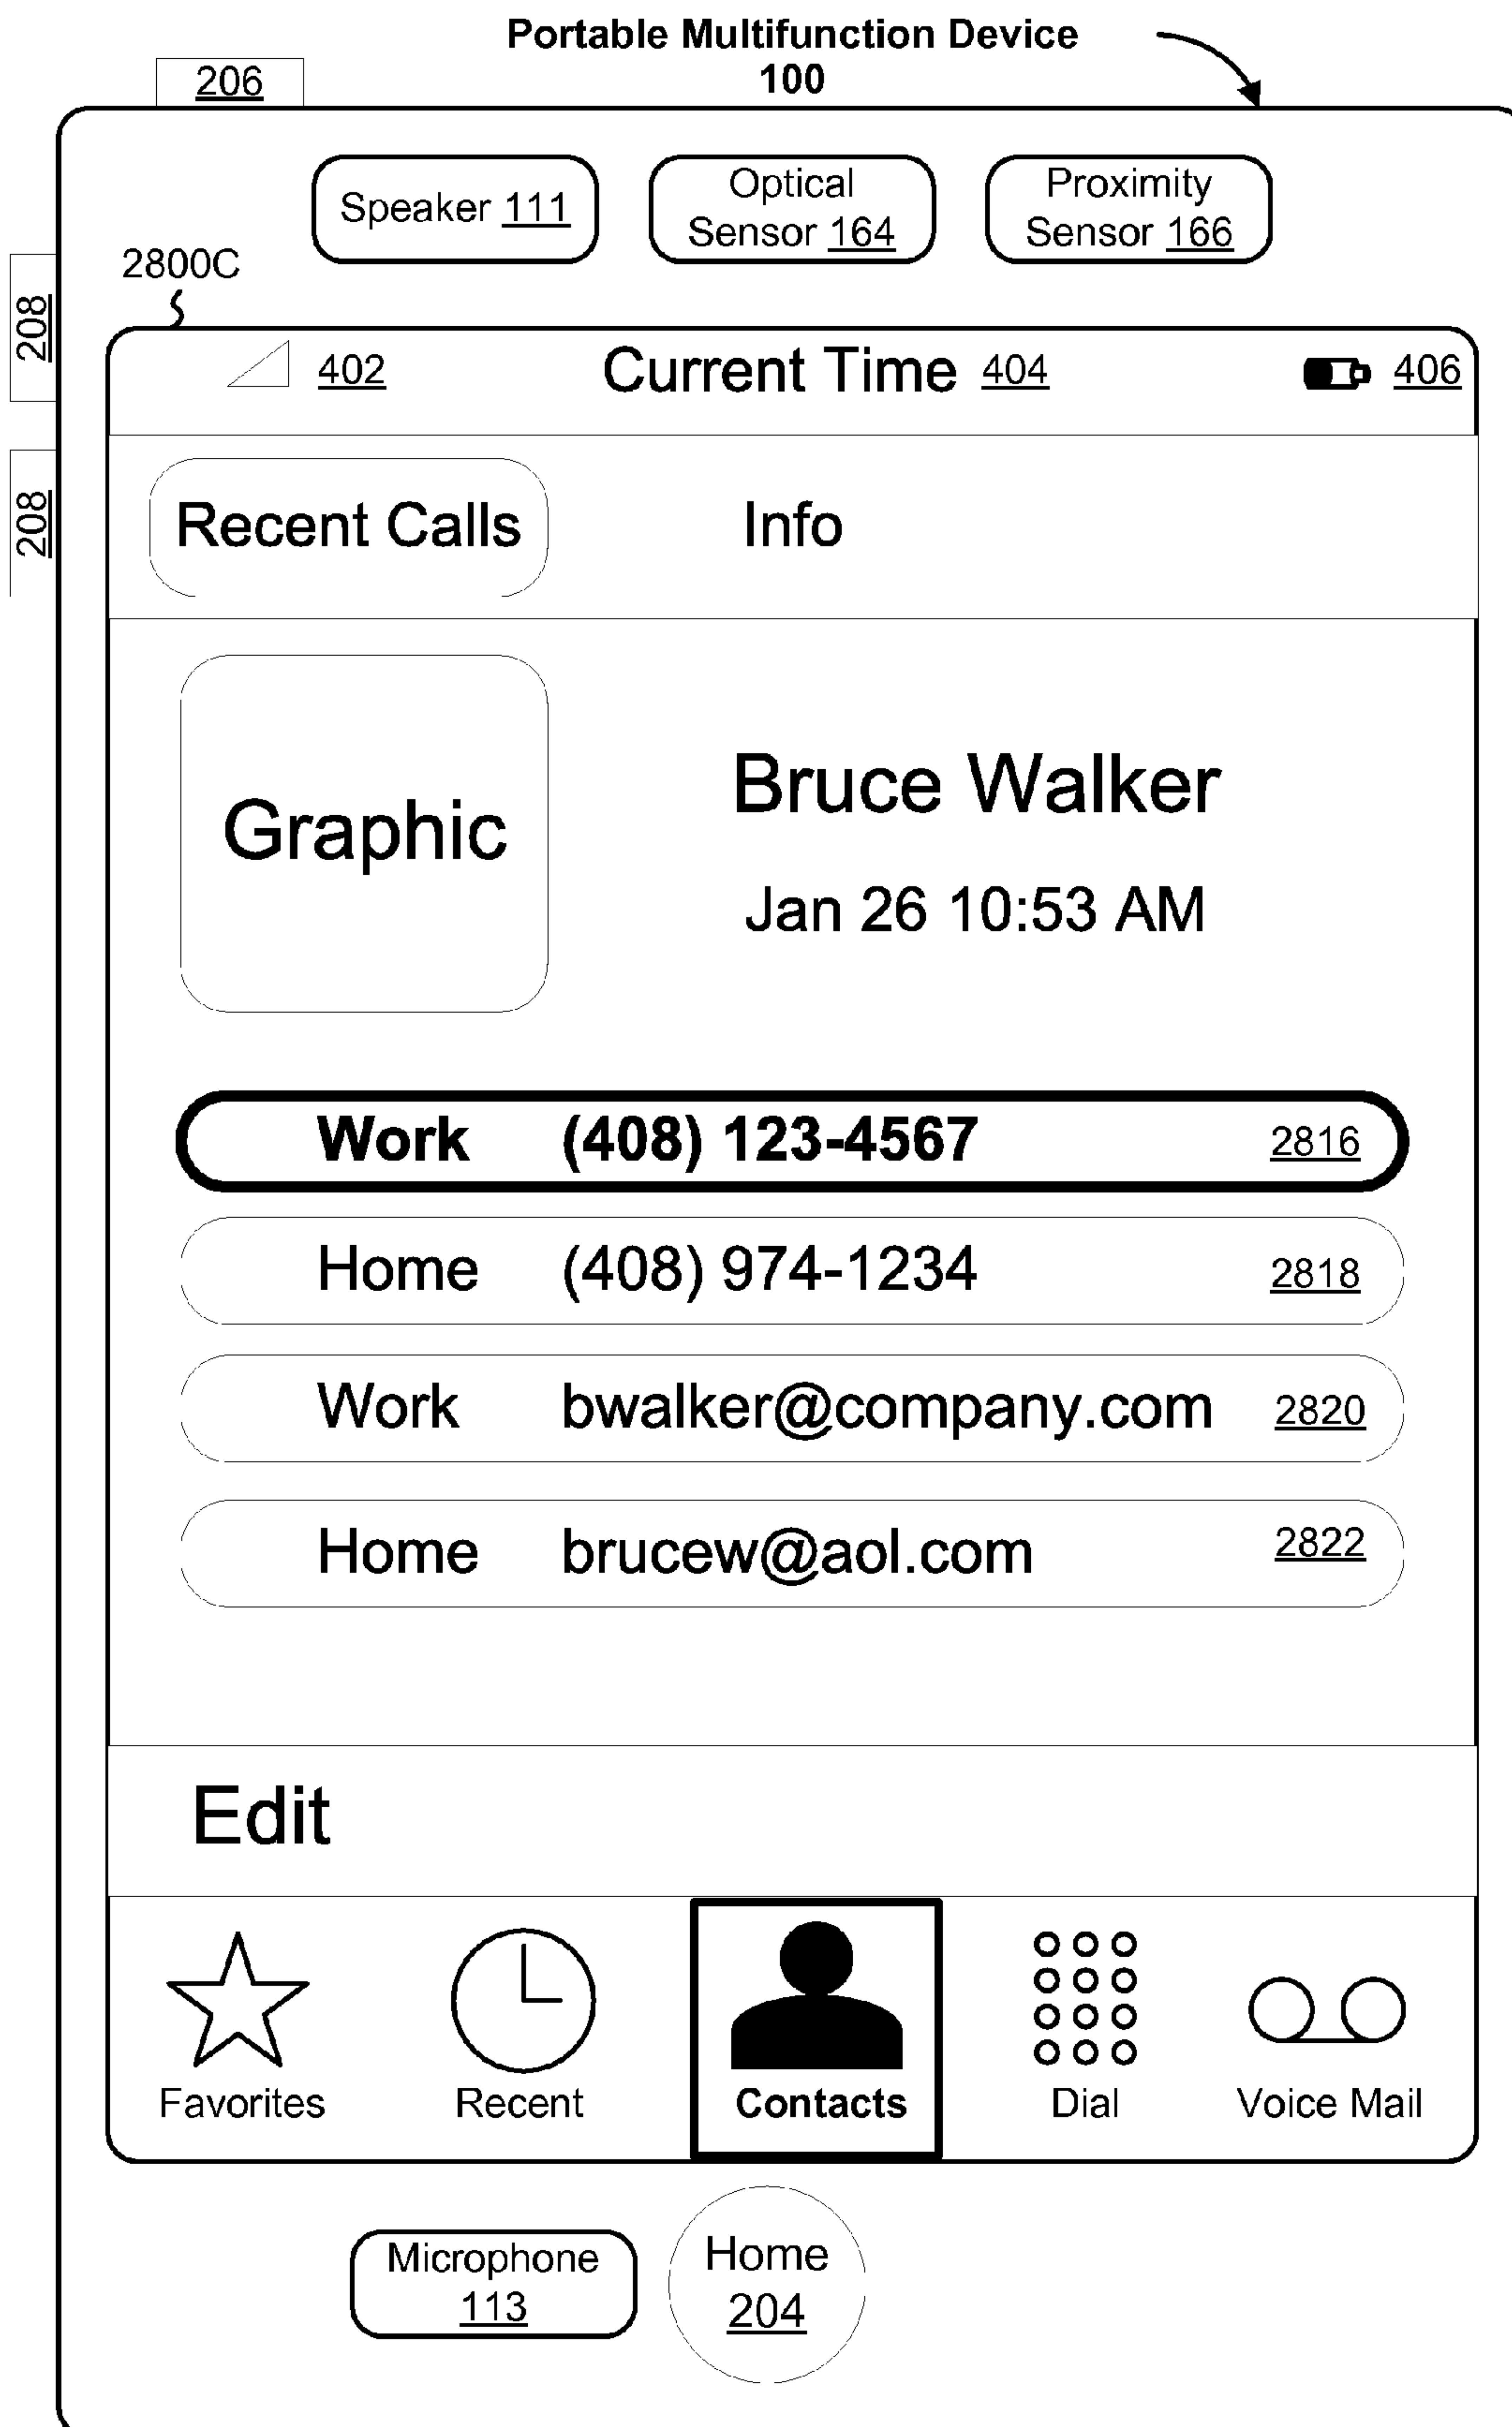 Portable Multifunction Device
100
206
Speaker 111
Optical
Sensor 164
Proximity
Sensor 166
2800C
208
208
402
Current Time 404
406
Recent Calls
Info
Graphic
Bruce Walker
Jan 26 10:53 AM
Work (408) 123-4567 2816
Home (408) 974-1234 2818
Work bwalker@company.com 2820
Home brucew@aol.com 2822
Edit
Favorites
Recent
Contacts
Dial
Voice Mail
Microphone
113
Home
204